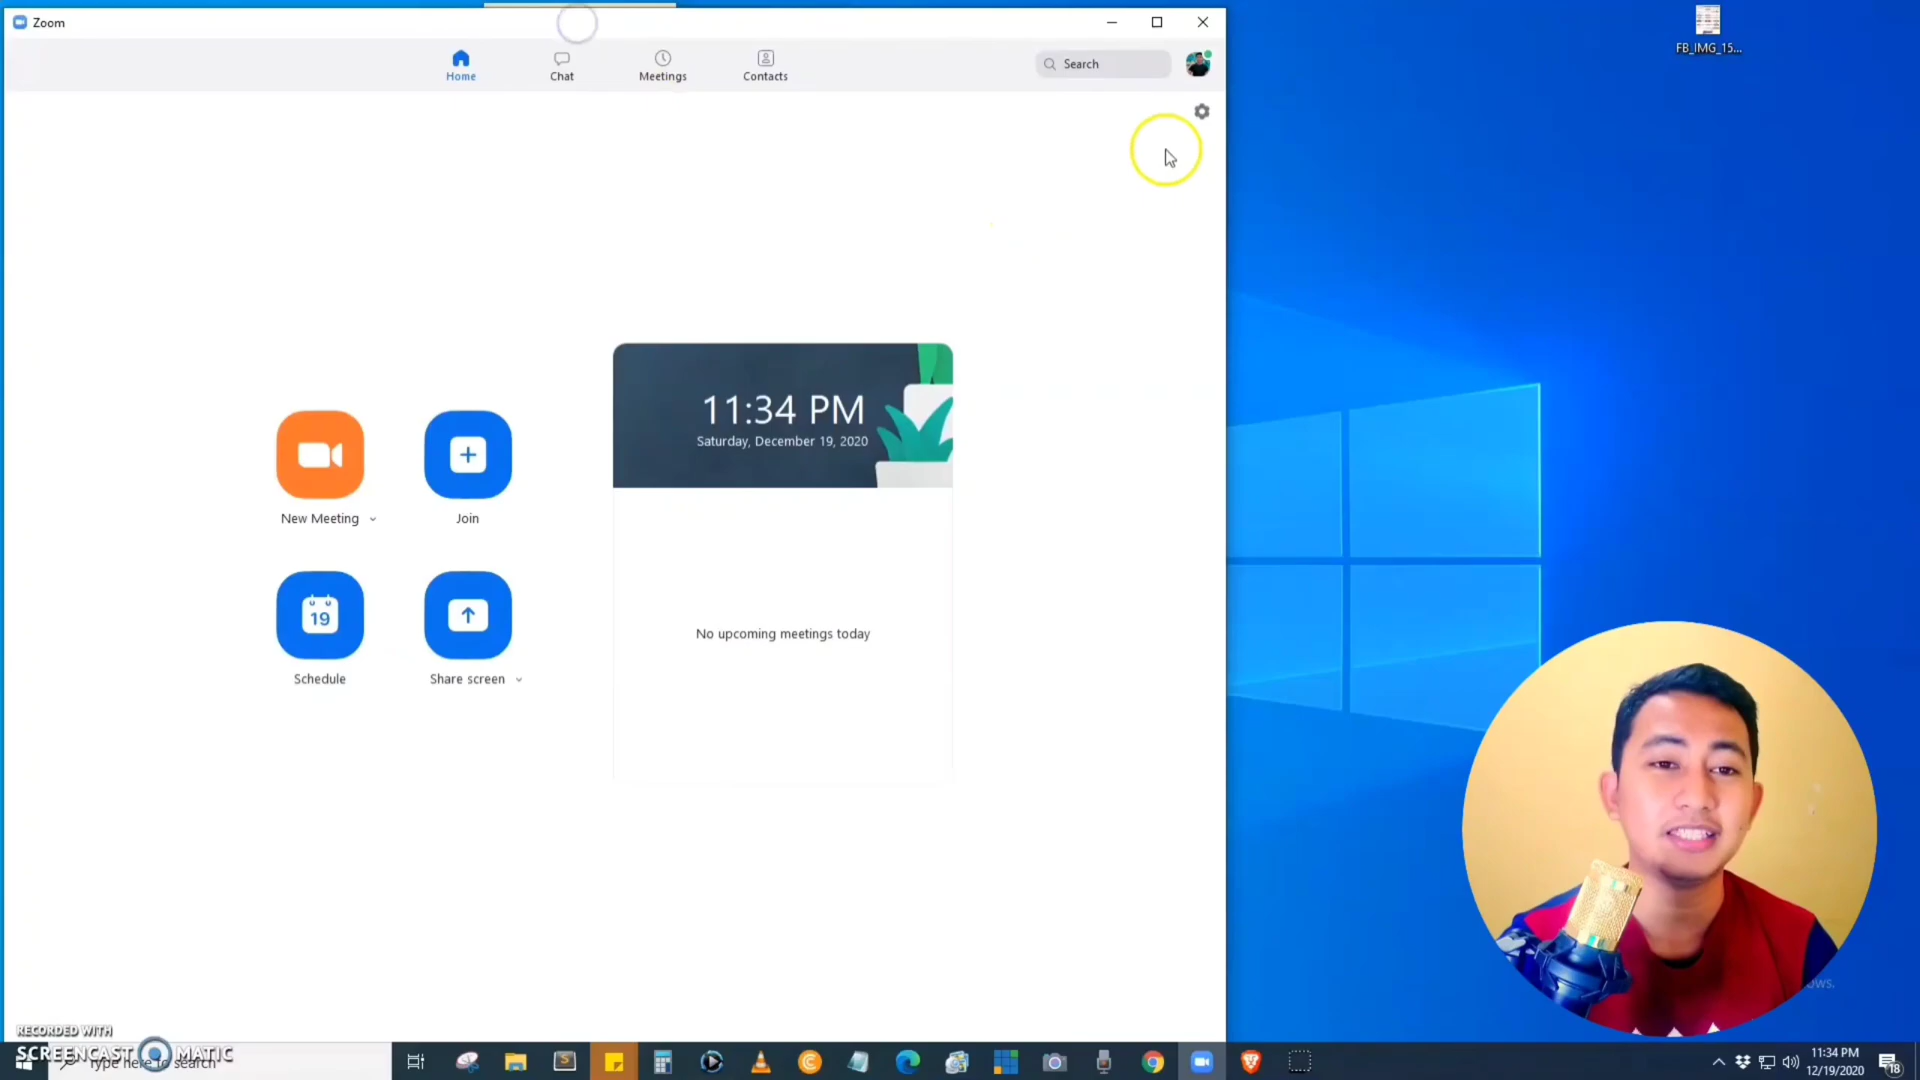 Zoom
Home
Chat
Meetings
Contacts
Search
FB_IMG_15...
11:34 PM
Saturday, December 19, 2020
New Meeting
Join
19
Schedule
Share screen
No upcoming meetings today
ows.
RECORDED WITH
SCREENCAST MATIC
Type here to search
11:34 PM
12/19/2020
18